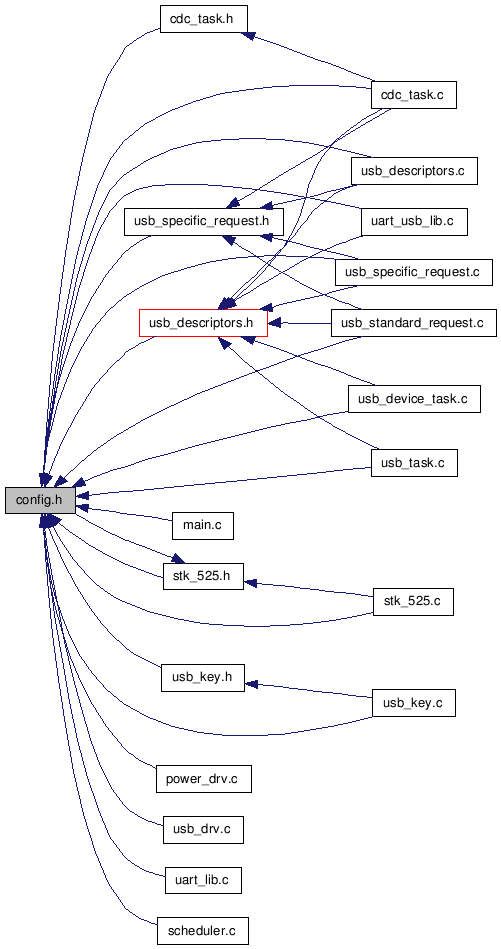 cdc_task.h
cdc_task.c
usb_descriptors.c
usb_specific_request.h
uart_usb_lib.c
usb_specific_request.c
usb_descriptors.h
usb_standard_request.c
usb_device_task.c
usb_task.c
config.h
main.c
stk_525.h
stk_525.c
usb_key.h
usb_key.c
power_drv.c
usb_drv.c
uart_lib.c
scheduler.c